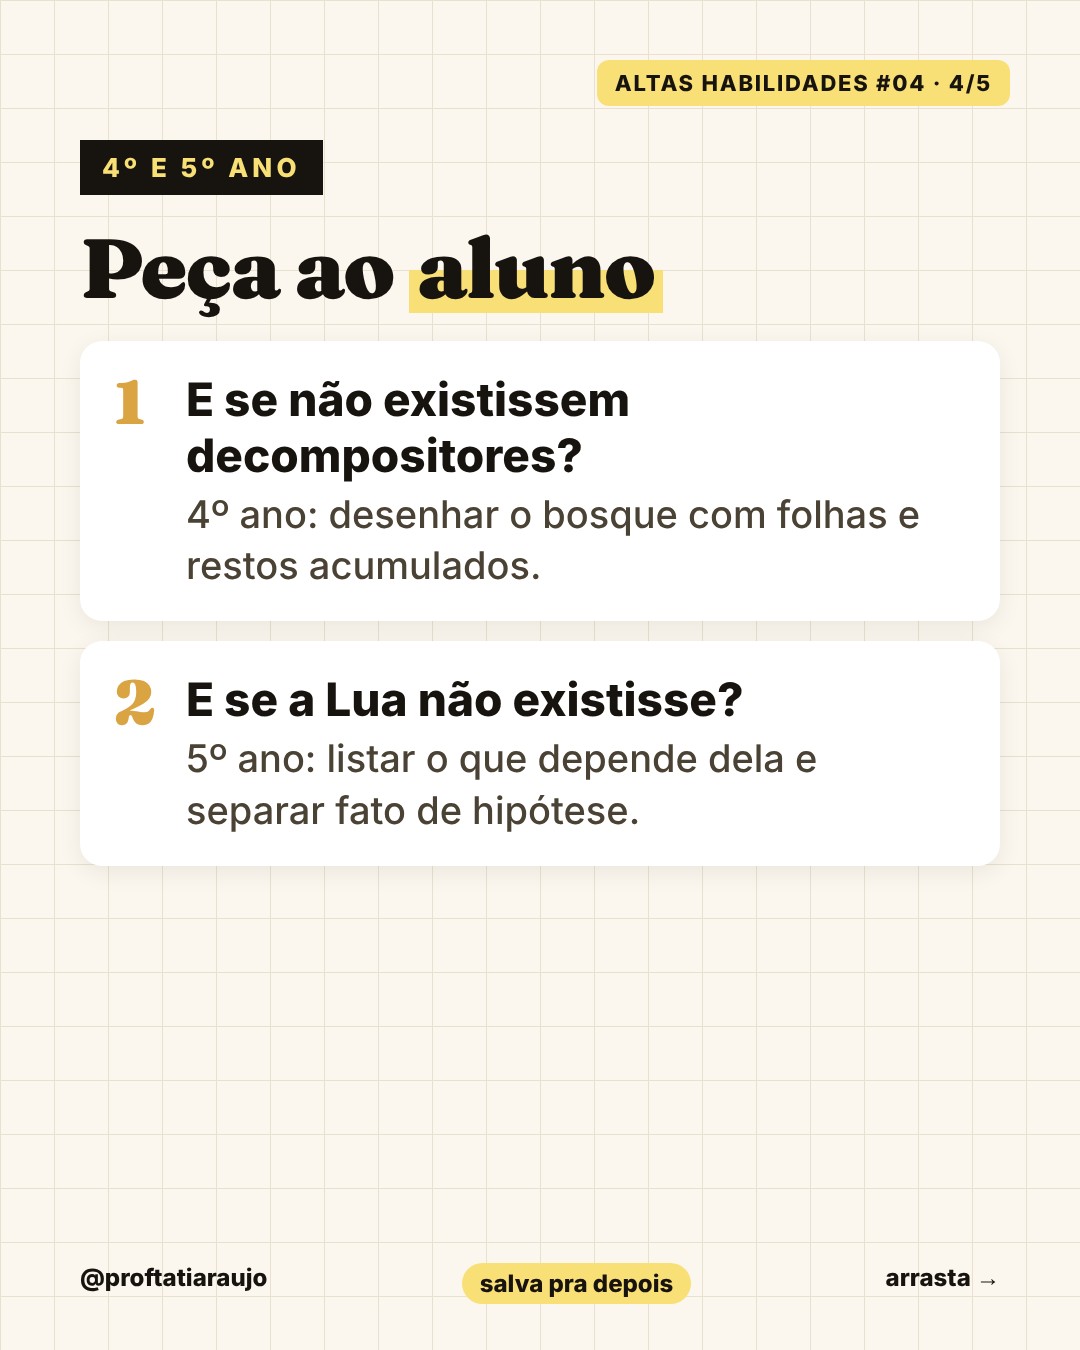 ALTAS HABILIDADES #04 · 4/5
4º E 5º ANO
Peça ao aluno
1
E se não existissem
decompositores?
4º ano: desenhar o bosque com folhas e
restos acumulados.
2
E se a Lua não existisse?
5º ano: listar o que depende dela e
separar fato de hipótese.
@proftatiaraujo
salva pra depois
arrasta →